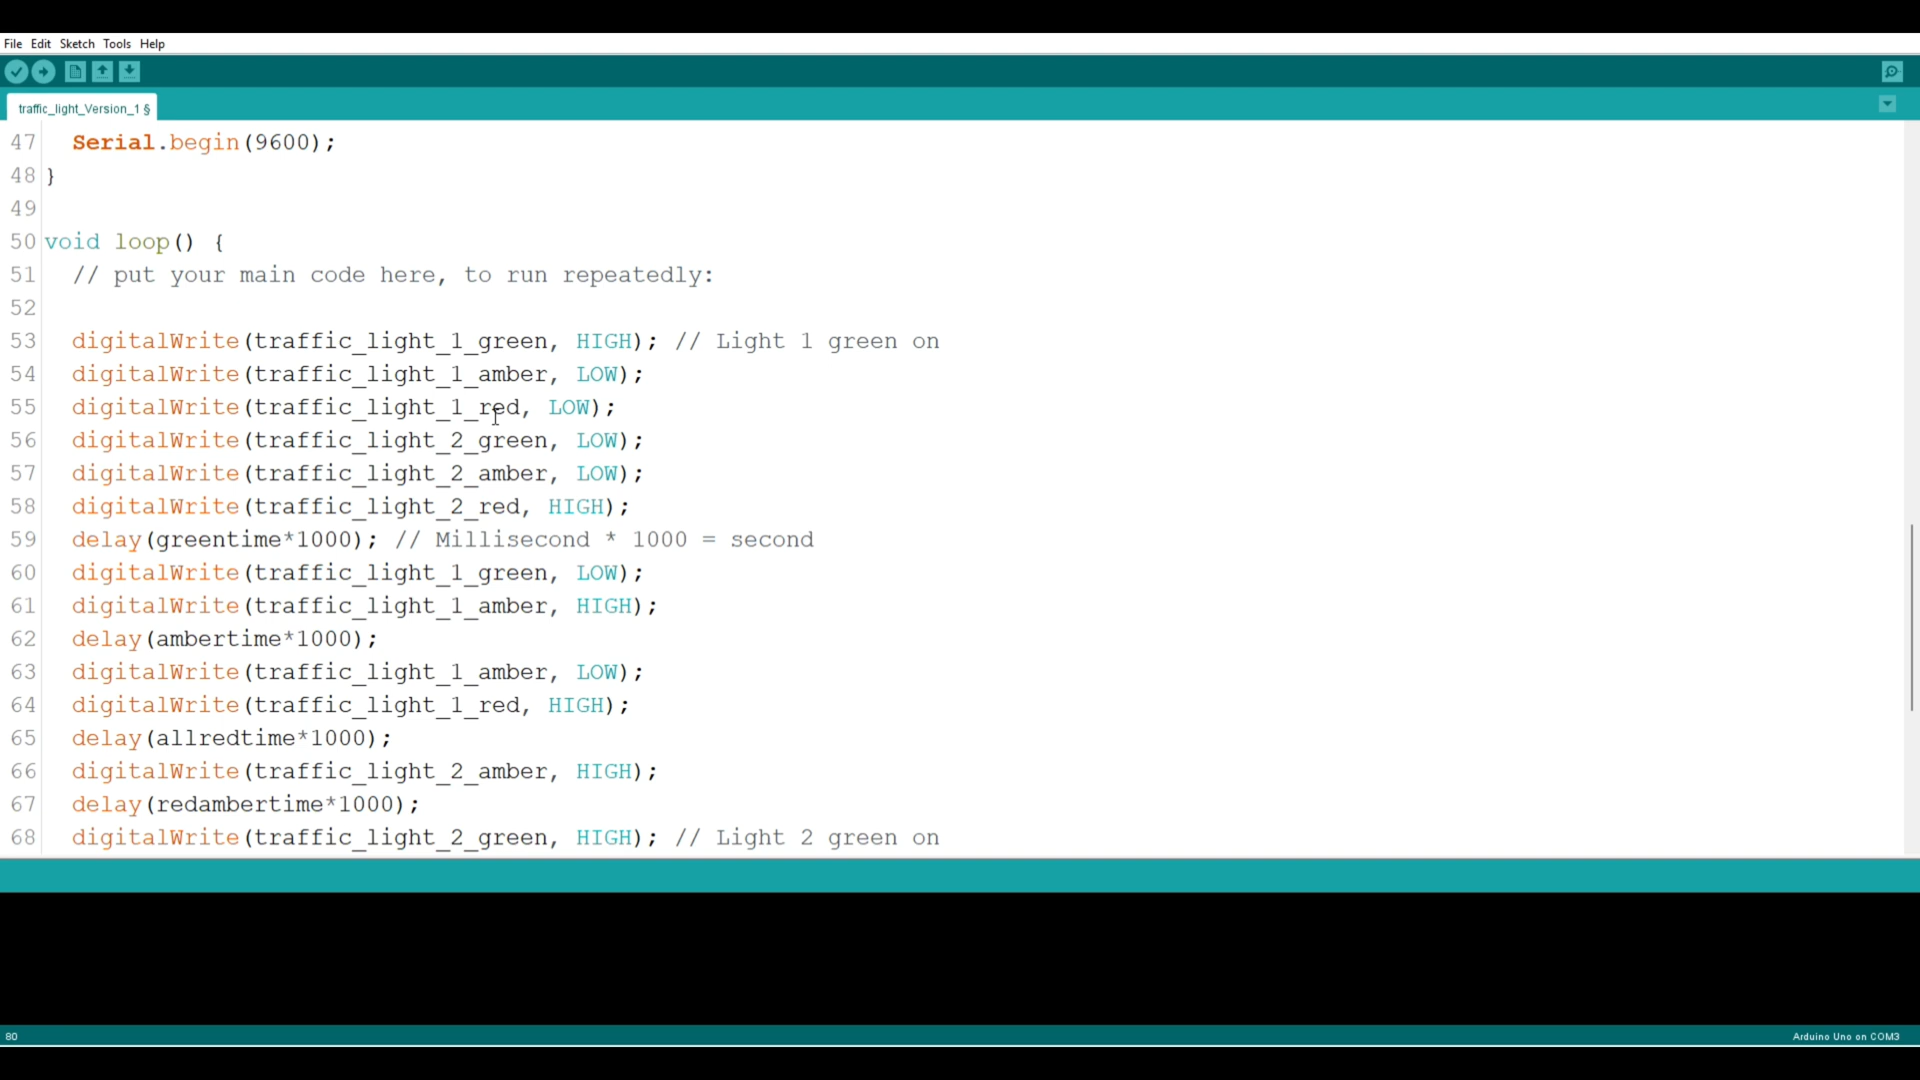 File Edit Sketch Tools Help
traffic_light_Version_1 §
47 Serial.begin(9600);
48 }
49
50 void loop() {
51 // put your main code here, to run repeatedly:
52
53 digitalWrite(traffic_light_1_green, HIGH); // Light 1 green on
54 digitalWrite(traffic_light_1_amber, LOW);
55 digitalWrite(traffic_light_1_red, LOW);
56 digitalWrite(traffic_light_2_green, LOW);
57 digitalWrite(traffic_light_2_amber, LOW);
58 digitalWrite(traffic_light_2_red, HIGH);
59 delay(greentime*1000); // Millisecond * 1000 = second
60 digitalWrite(traffic_light_1_green, LOW);
61 digitalWrite(traffic_light_1_amber, HIGH);
62 delay(ambertime*1000);
63 digitalWrite(traffic_light_1_amber, LOW);
64 digitalWrite(traffic_light_1_red, HIGH);
65 delay(allredtime*1000);
66 digitalWrite(traffic_light_2_amber, HIGH);
67 delay(redambertime*1000);
68 digitalWrite(traffic_light_2_green, HIGH); // Light 2 green on
80 Arduino Uno on COM3